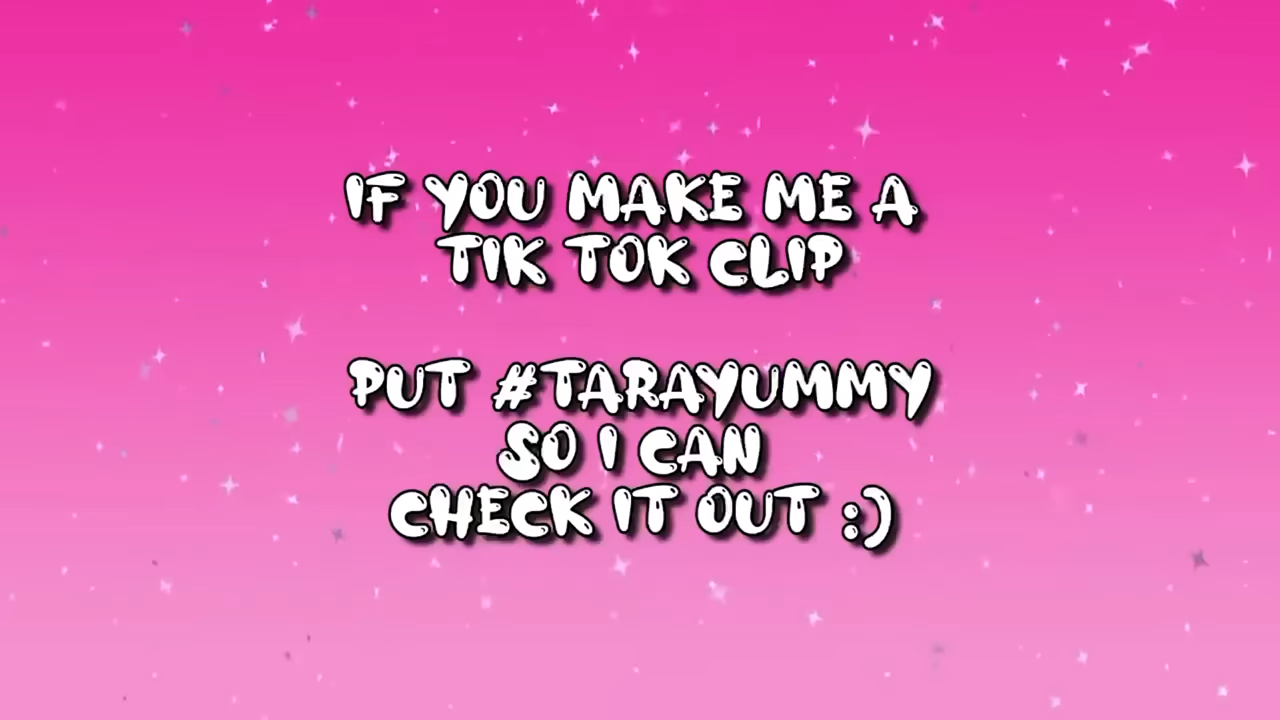 IF YOU MAKE ME A
TIK TOK CLIP
PUT #TARAYUMMY
SO I CAN
CHECK IT OUT :)